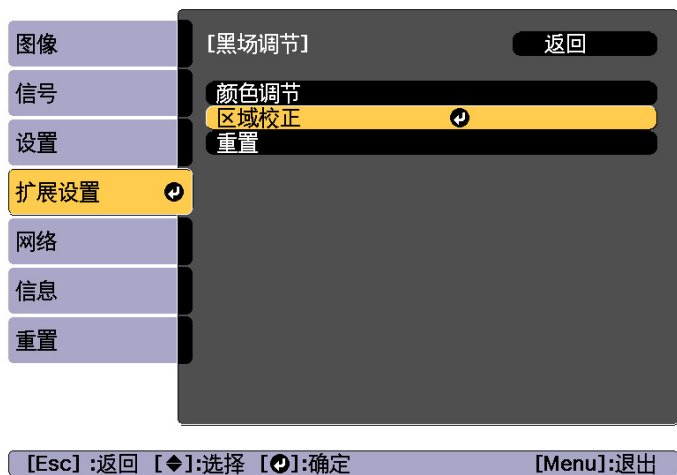 图像
信号
设置
扩展设置
网络
信息
重置
[黑场调节]
返回
颜色调节
区域校正
重置
[Esc] :返回 [◆]:选择 [↵]:确定 [Menu]:退出